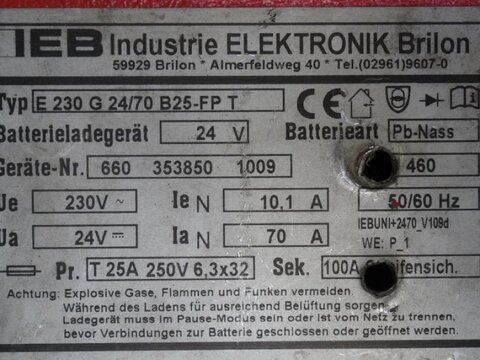 IEB Industrie ELEKTRONIK Brilon
59929 Brilon * Almerfeldweg 40 * Tel.(02961)9607-0
Typ E 230 G 24/70 B25-FP T CE
Batterieladegerät 24 V Batterieart Pb-Nass
Geräte-Nr. 660 353850 1009 460
Ue 230V~ Ie N 10,1 A 50/60 Hz
IEBUNI+2470_V109d
Ua 24V⎓ Ia N 70 A WE: P_1
Pr. T 25A 250V 6,3x32 Sek. 100A
Achtung: Explosive Gase, Flammen und Funken vermeiden
Während des Ladens für ausreichende Belüftung sorgen
Ladegerät muss im Pause-Modus sein oder ist vom Netz zu trennen,
bevor Verbindungen zur Batterie geschlossen oder geöffnet werden.